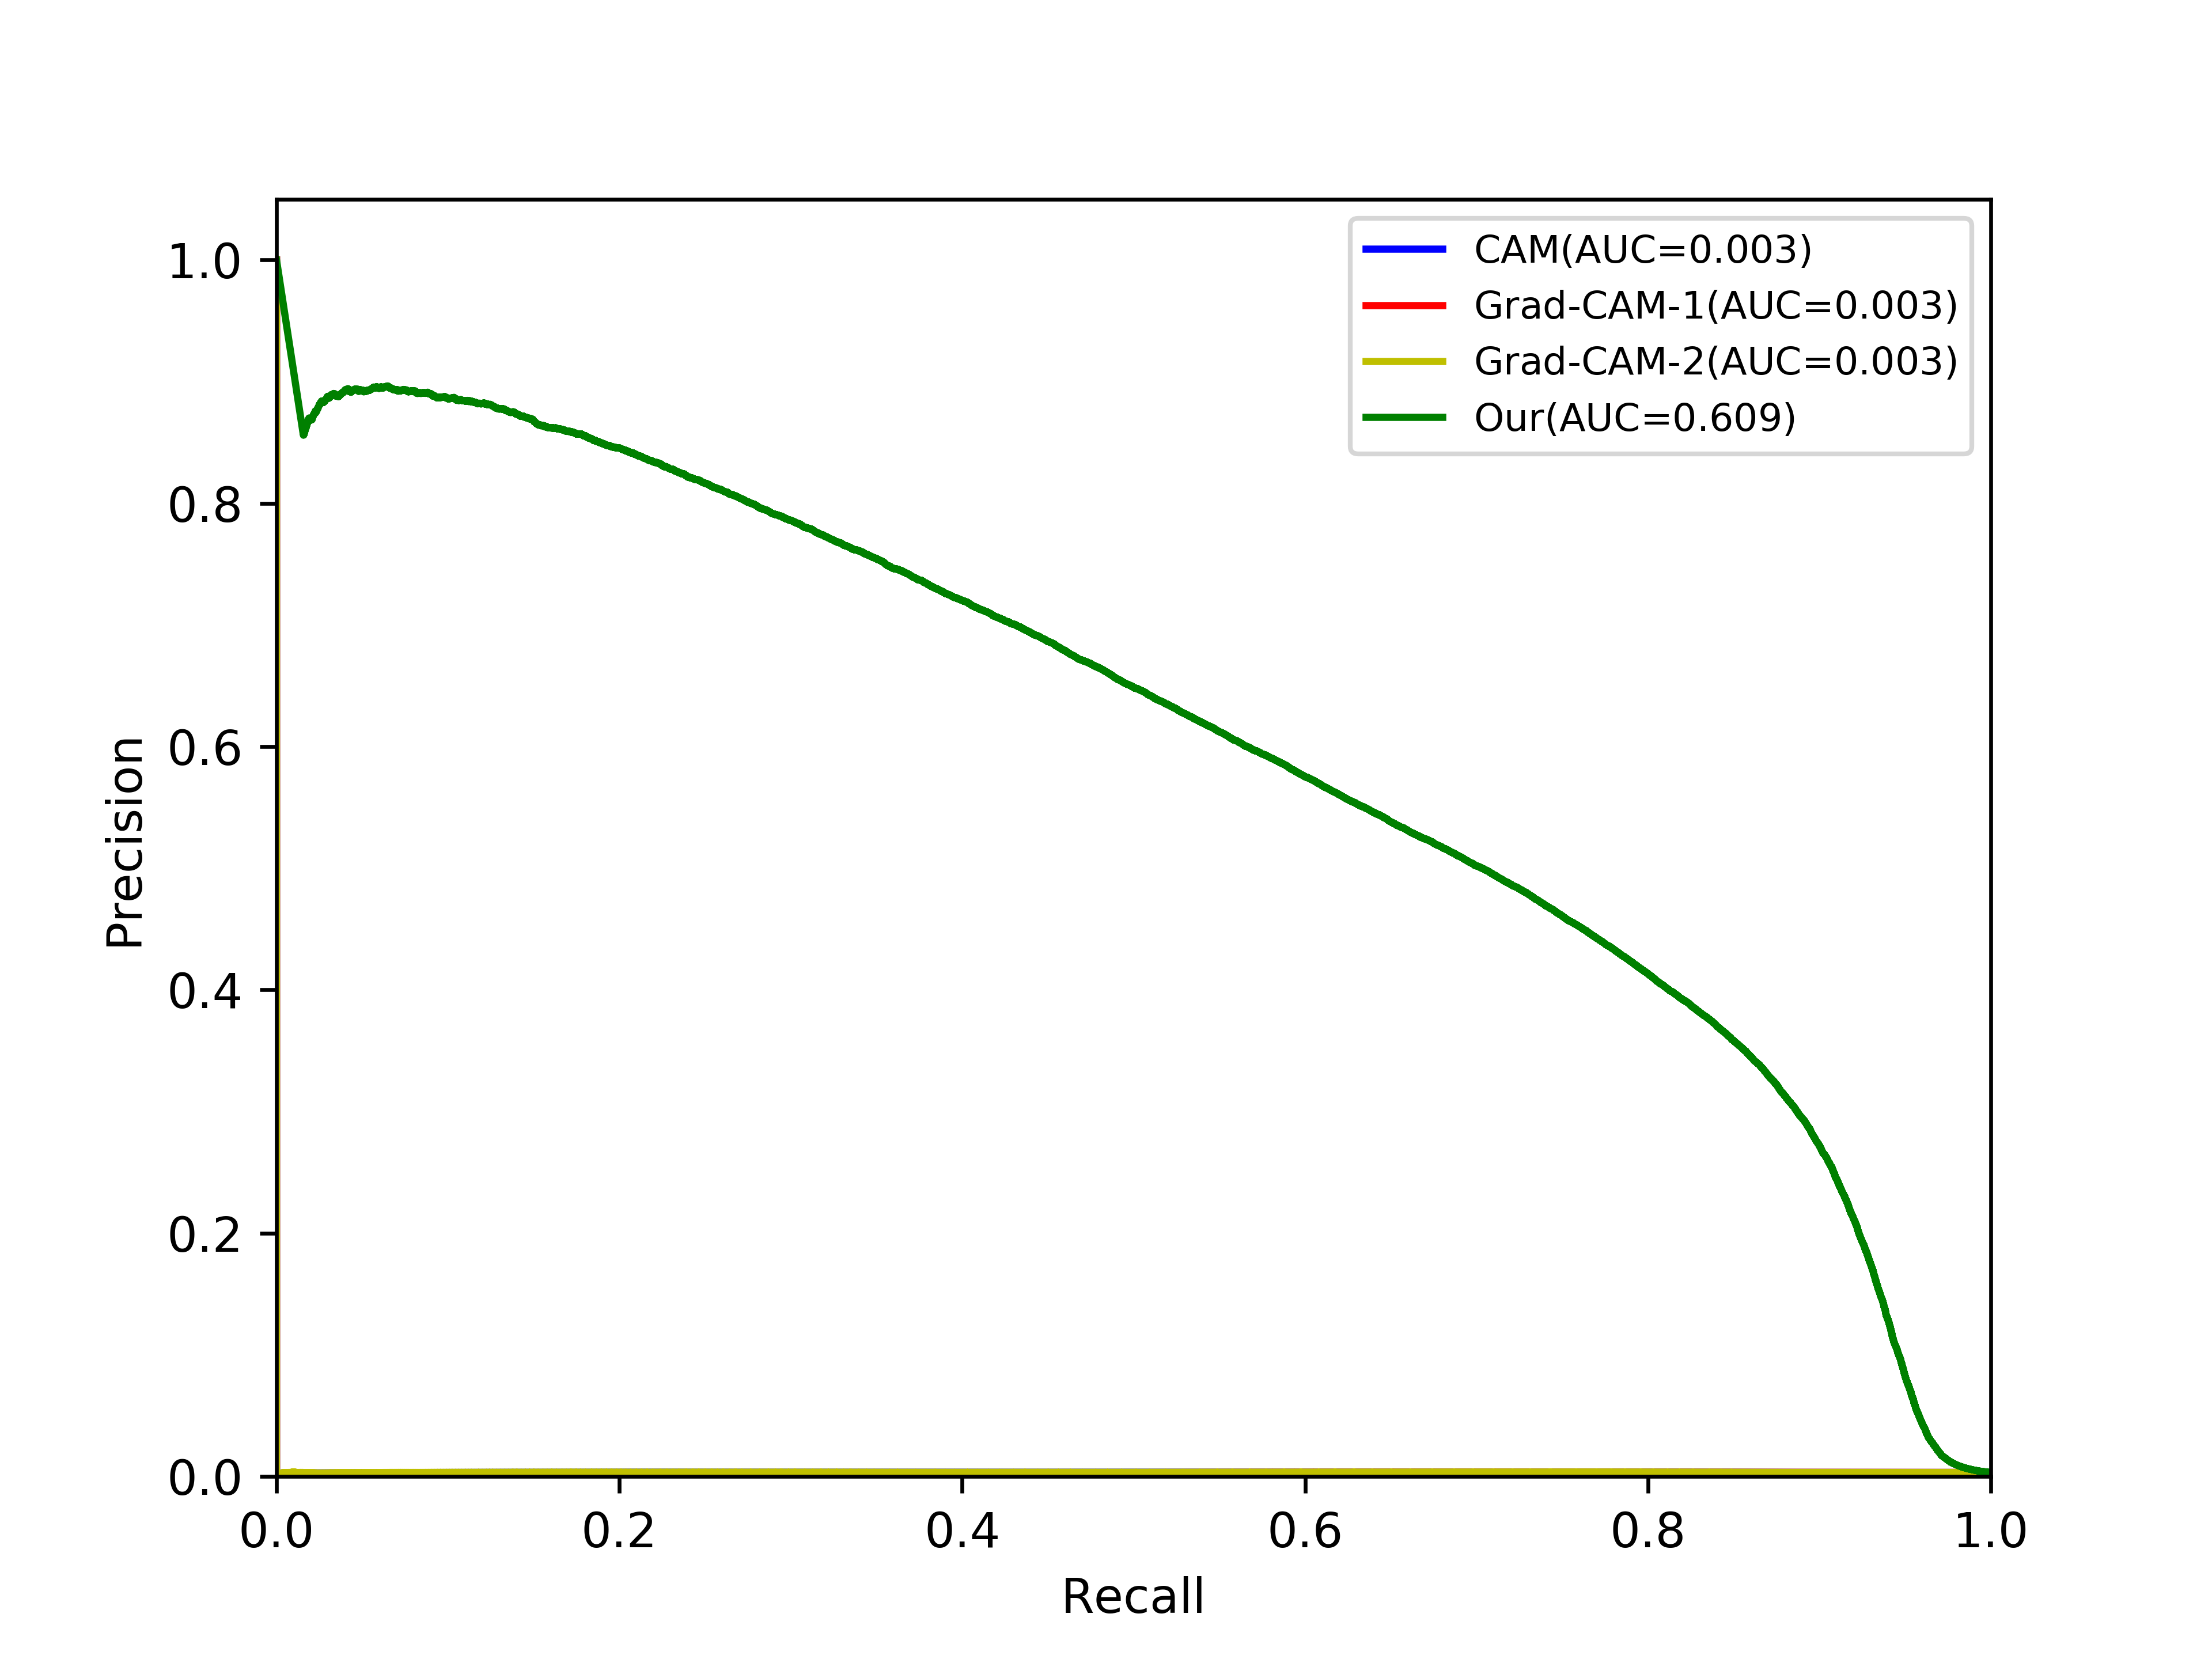 CAM(AUC=0.003)
Grad-CAM-1(AUC=0.003)
Grad-CAM-2(AUC=0.003)
Our(AUC=0.609)
1.0
0.8
0.6
0.4
0.2
0.0
Precision
0.0 0.2 0.4 0.6 0.8 1.0
Recall